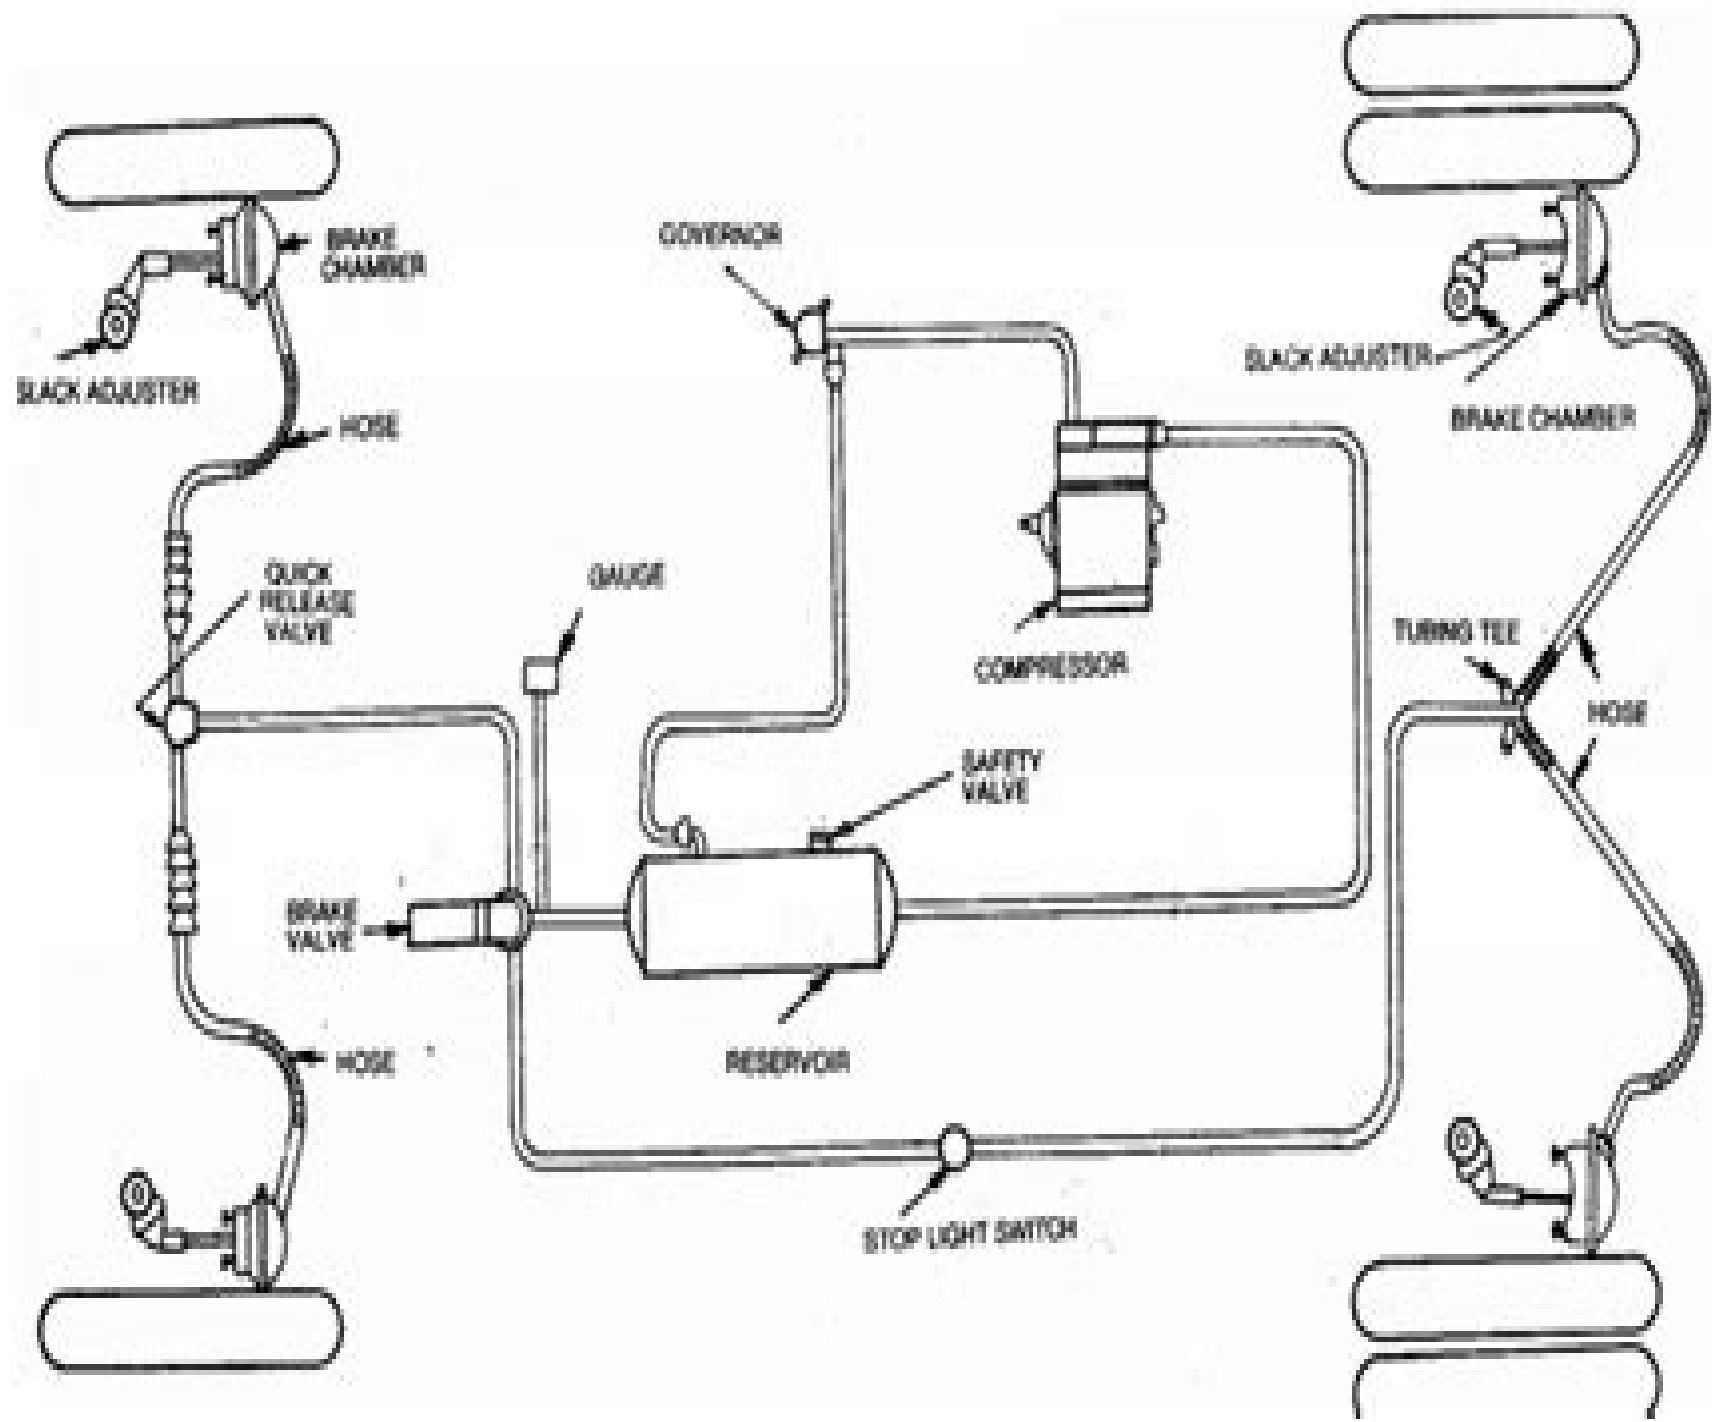 BRAKE
CHAMBER
SLACK ADJUSTER
HOSE
QUICK
RELEASE
VALVE
GAUGE
GOVERNOR
COMPRESSOR
SAFETY
VALVE
BRAKE
VALVE
RESERVOIR
HOSE
STOP LIGHT SWITCH
SLACK ADJUSTER
BRAKE CHAMBER
TUBING TEE
HOSE